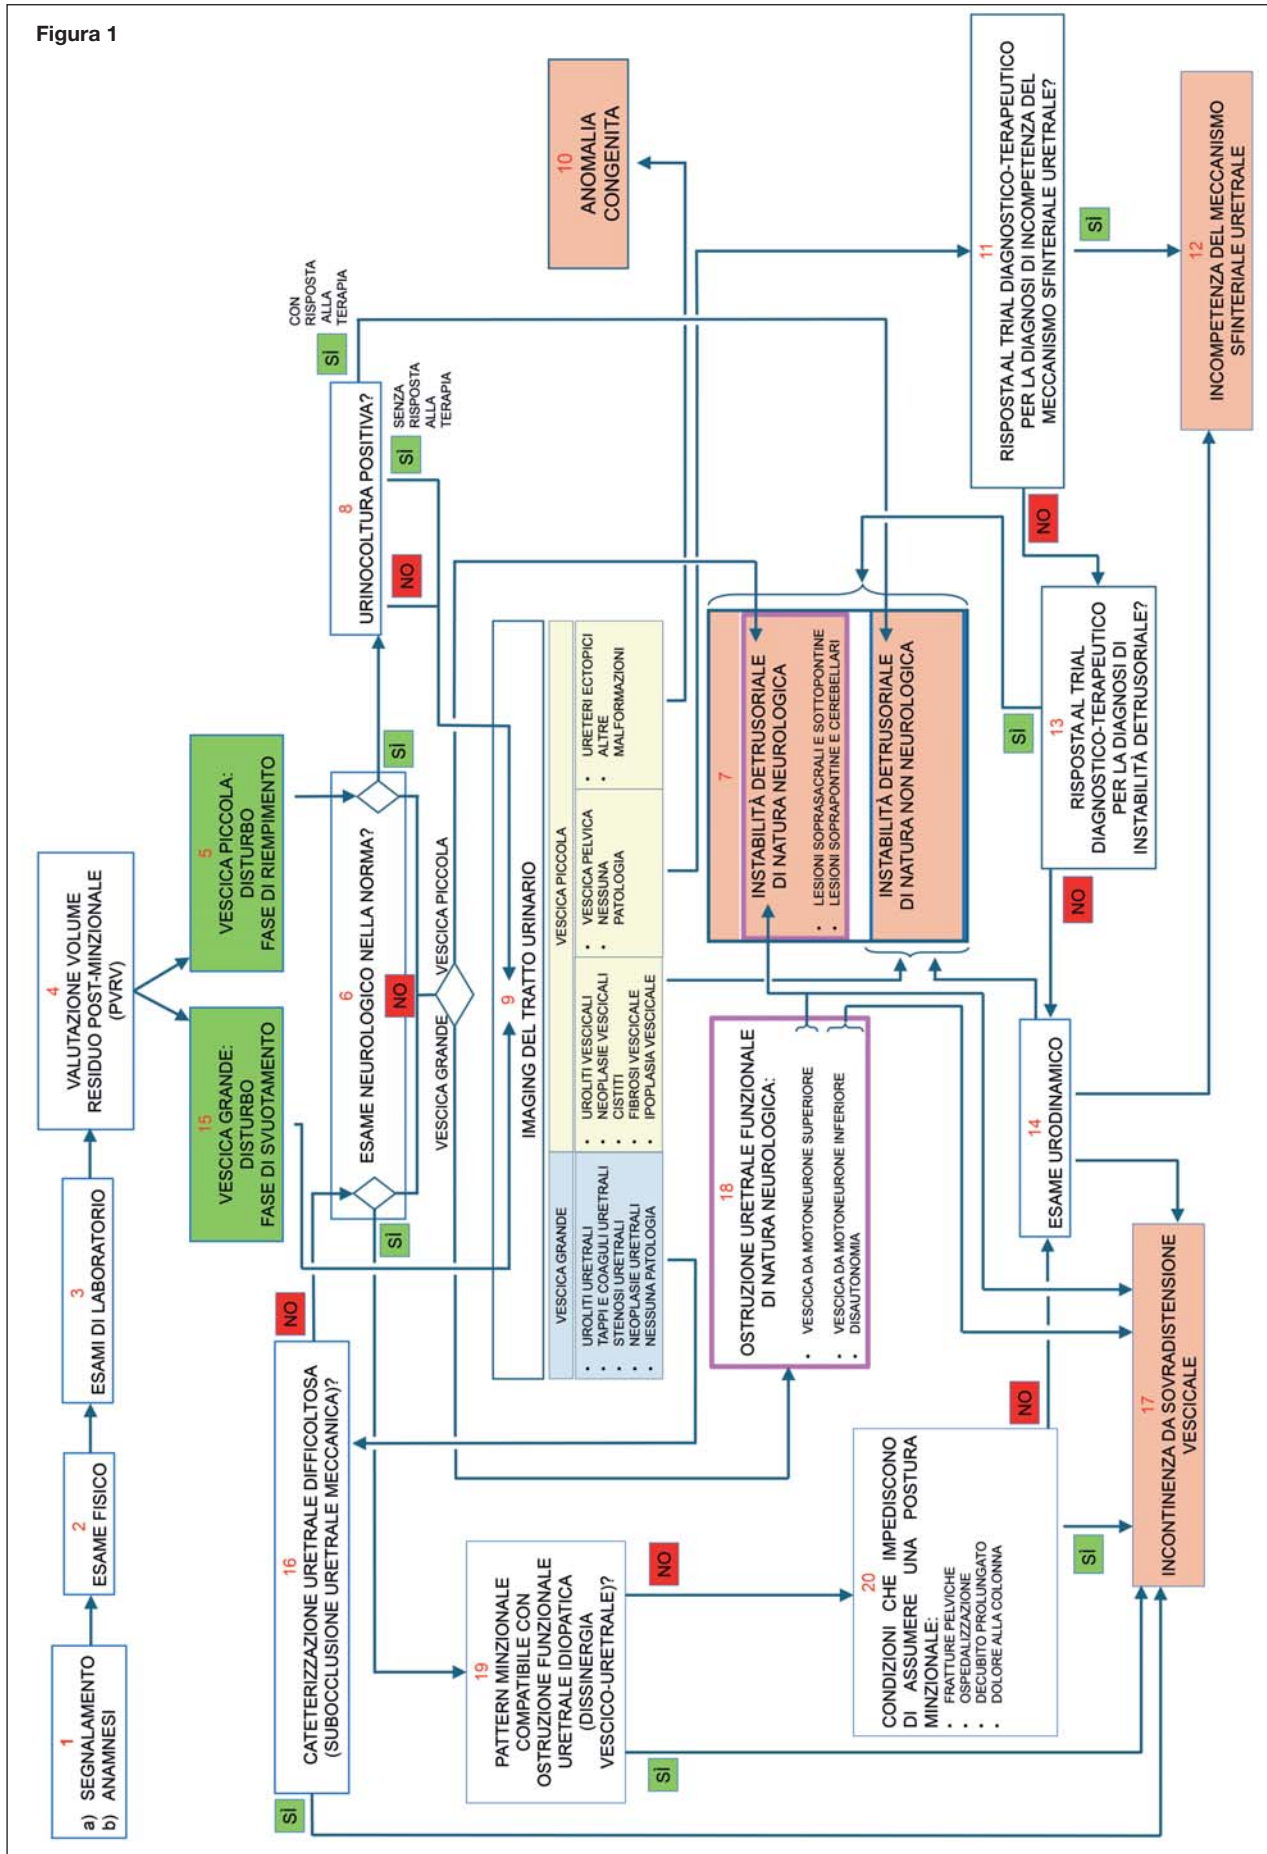 Figura 1
1
a) SEGNALAMENTO
b) ANAMNESI
2
ESAME FISICO
3
ESAMI DI LABORATORIO
4
VALUTAZIONE VOLUME
RESIDUO POST-MINZIONALE
(PVRV)
15
VESCICA GRANDE:
DISTURBO
FASE DI SVUOTAMENTO
5
VESCICA PICCOLA:
DISTURBO
FASE DI RIEMPIMENTO
16
CATETERIZZAZIONE URETRALE DIFFICOLTOSA
(SUBOCCLUSIONE URETRALE MECCANICA)?
SÌ
NO
6
ESAME NEUROLOGICO NELLA NORMA?
SÌ
NO
SÌ
VESCICA GRANDE
VESCICA PICCOLA
8
URINOCOLTURA POSITIVA?
NO
SÌ
SENZA
RISPOSTA
ALLA
TERAPIA
SÌ
CON
RISPOSTA
ALLA
TERAPIA
9
IMAGING DEL TRATTO URINARIO
VESCICA GRANDE
VESCICA PICCOLA
• UROLITI URETRALI
• TAPPI E COAGULI URETRALI
• STENOSI URETRALI
• NEOPLASIE URETRALI
• NESSUNA PATOLOGIA
• UROLITI VESCICALI
• NEOPLASIE VESCICALI
• CISTITI
• FIBROSI VESCICALE
• IPOPLASIA VESCICALE
• VESCICA PELVICA
• NESSUNA
PATOLOGIA
• URETERI ECTOPICI
• ALTRE
MALFORMAZIONI
10
ANOMALIA
CONGENITA
19
PATTERN MINZIONALE
COMPATIBILE CON
OSTRUZIONE FUNZIONALE
URETRALE IDIOPATICA
(DISSINERGIA
VESCICO-URETRALE)?
SÌ
NO
18
OSTRUZIONE URETRALE FUNZIONALE
DI NATURA NEUROLOGICA:
• VESCICA DA MOTONEURONE SUPERIORE
• VESCICA DA MOTONEURONE INFERIORE
• DISAUTONOMIA
7
INSTABILITÀ DETRUSORIALE
DI NATURA NEUROLOGICA
• LESIONI SOPRASACRALI E SOTTOPONTINE
• LESIONI SOPRAPONTINE E CEREBELLARI
INSTABILITÀ DETRUSORIALE
DI NATURA NON NEUROLOGICA
20
CONDIZIONI CHE IMPEDISCONO
DI ASSUMERE UNA POSTURA
MINZIONALE:
• FRATTURE PELVICHE
• OSPEDALIZZAZIONE
• DECUBITO PROLUNGATO
• DOLORE ALLA COLONNA
NO
SÌ
14
ESAME URODINAMICO
NO
13
RISPOSTA AL TRIAL
DIAGNOSTICO-TERAPEUTICO
PER LA DIAGNOSI DI
INSTABILITÀ DETRUSORIALE?
SÌ
11
RISPOSTA AL TRIAL DIAGNOSTICO-TERAPEUTICO
PER LA DIAGNOSI DI INCOMPETENZA DEL
MECCANISMO SFINTERIALE URETRALE?
NO
SÌ
17
INCONTINENZA DA SOVRADISTENSIONE
VESCICALE
12
INCOMPETENZA DEL MECCANISMO
SFINTERIALE URETRALE